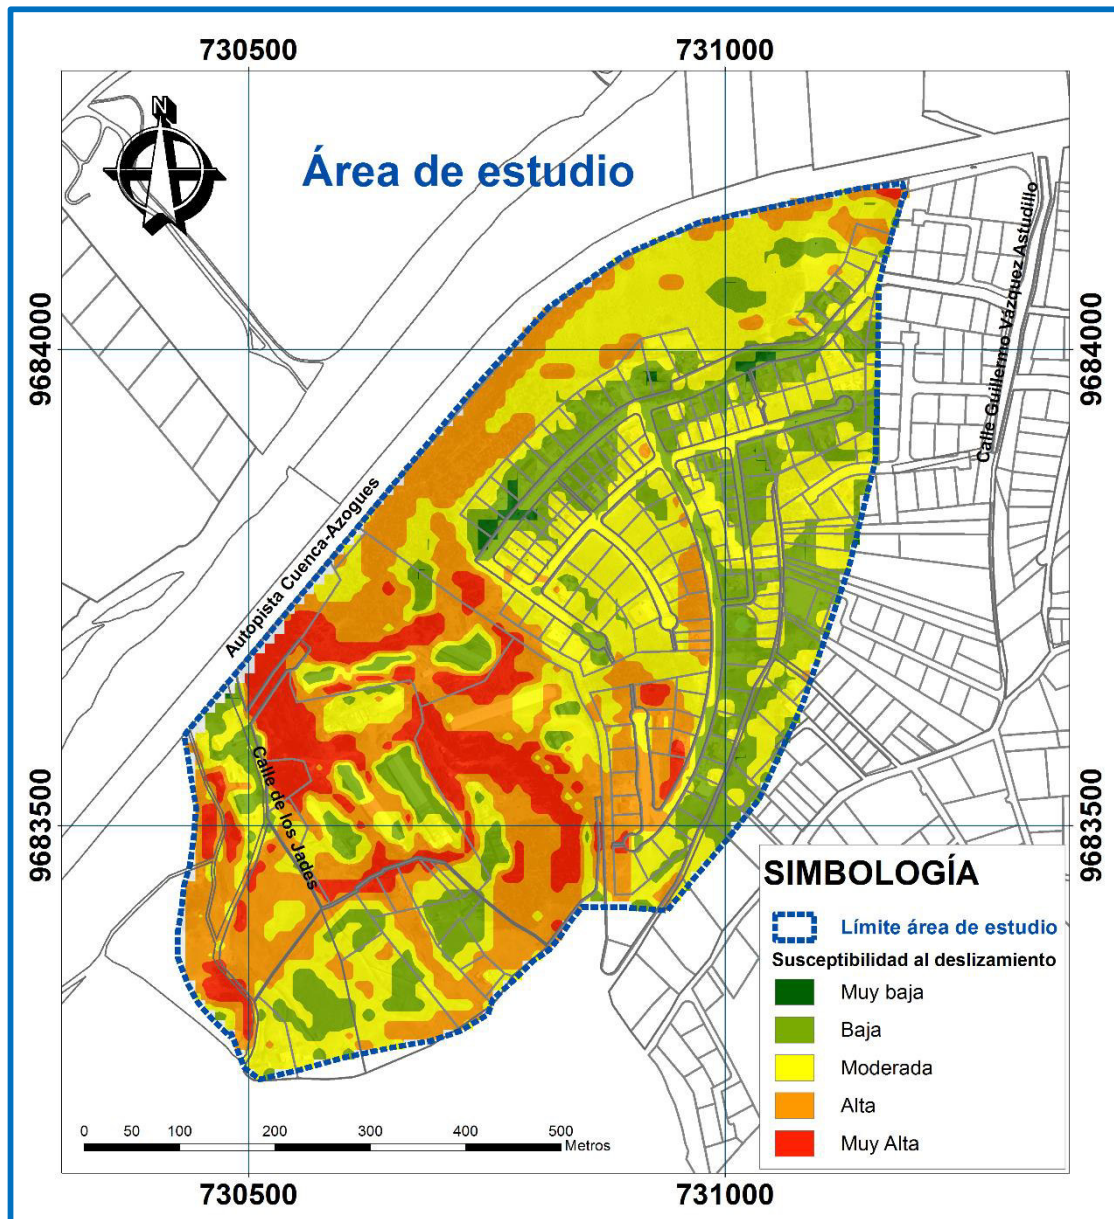 730500
731000
N
Área de estudio
9684000
9684000
Calle Guillermo Vázquez Astudillo
Autopista Cuenca-Azogues
Calle de los Jades
9683500
9683500
SIMBOLOGÍA
Límite área de estudio
Susceptibilidad al deslizamiento
Muy baja
Baja
Moderada
Alta
Muy Alta
0 50 100 200 300 400 500
Metros
730500
731000